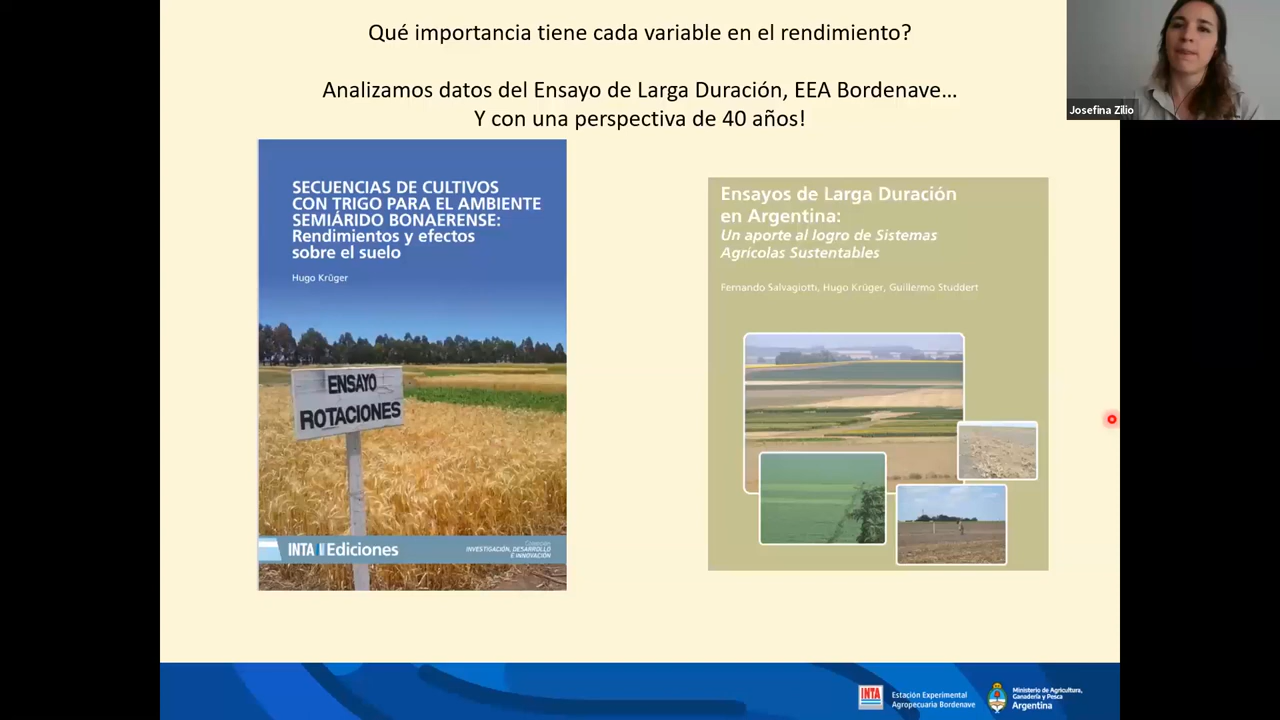 Qué importancia tiene cada variable en el rendimiento?
Analizamos datos del Ensayo de Larga Duración, EEA Bordenave...
Y con una perspectiva de 40 años!
Josefina Zilio
SECUENCIAS DE CULTIVOS
CON TRIGO PARA EL AMBIENTE
SEMIÁRIDO BONAERENSE:
Rendimientos y efectos
sobre el suelo
Hugo Krüger
ENSAYO
ROTACIONES
INTA Ediciones
Colección
INVESTIGACIÓN, DESARROLLO
E INNOVACIÓN
Ensayos de Larga Duración
en Argentina:
Un aporte al logro de Sistemas
Agrícolas Sustentables
Fernando Salvagiotti, Hugo Krüger, Guillermo Studdert
INTA
Estación Experimental
Agropecuaria Bordenave
Ministerio de Agricultura,
Ganadería y Pesca
Argentina